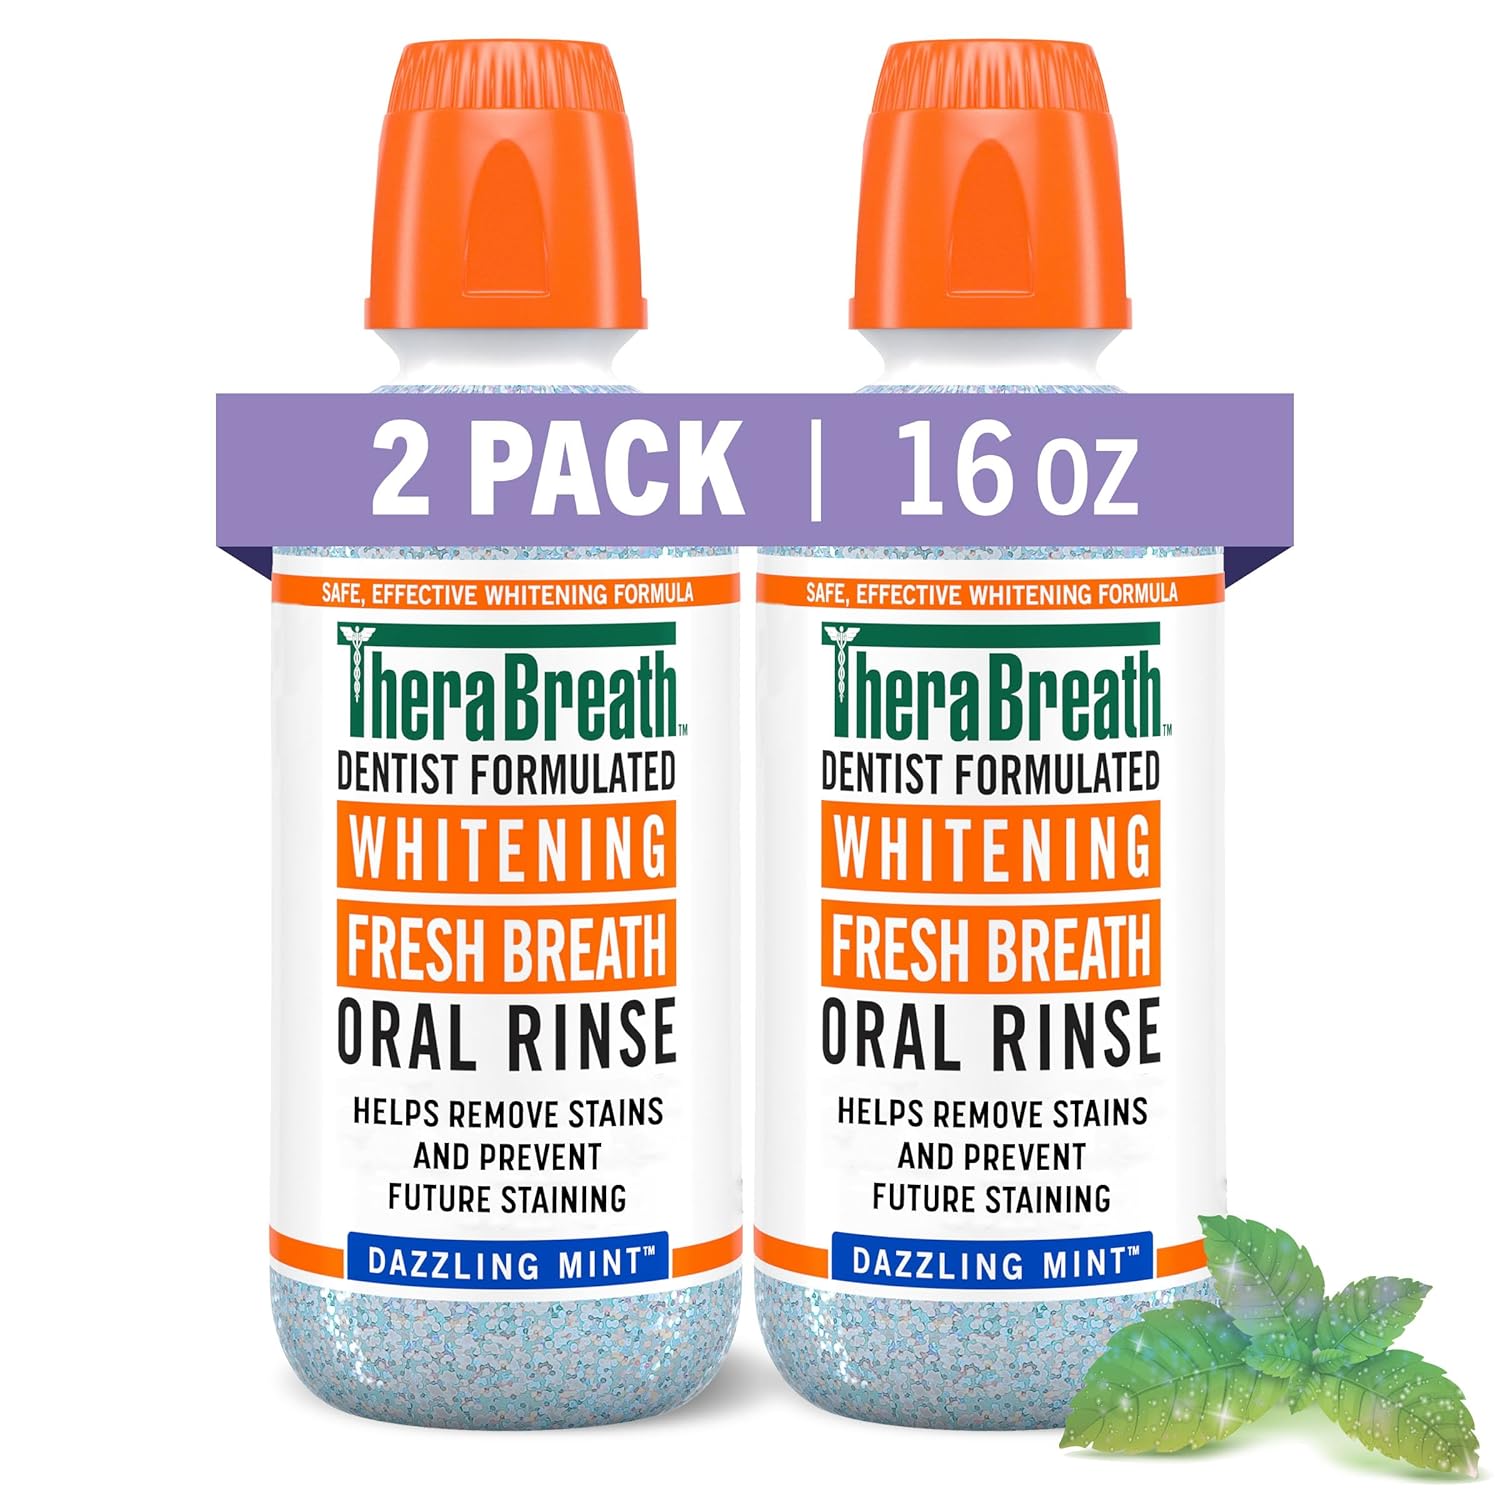 2 PACK | 16 OZ
SAFE, EFFECTIVE WHITENING FORMULA
TheraBreath™
DENTIST FORMULATED
WHITENING
FRESH BREATH
ORAL RINSE
HELPS REMOVE STAINS
AND PREVENT
FUTURE STAINING
DAZZLING MINT™
SAFE, EFFECTIVE WHITENING FORMULA
TheraBreath™
DENTIST FORMULATED
WHITENING
FRESH BREATH
ORAL RINSE
HELPS REMOVE STAINS
AND PREVENT
FUTURE STAINING
DAZZLING MINT™